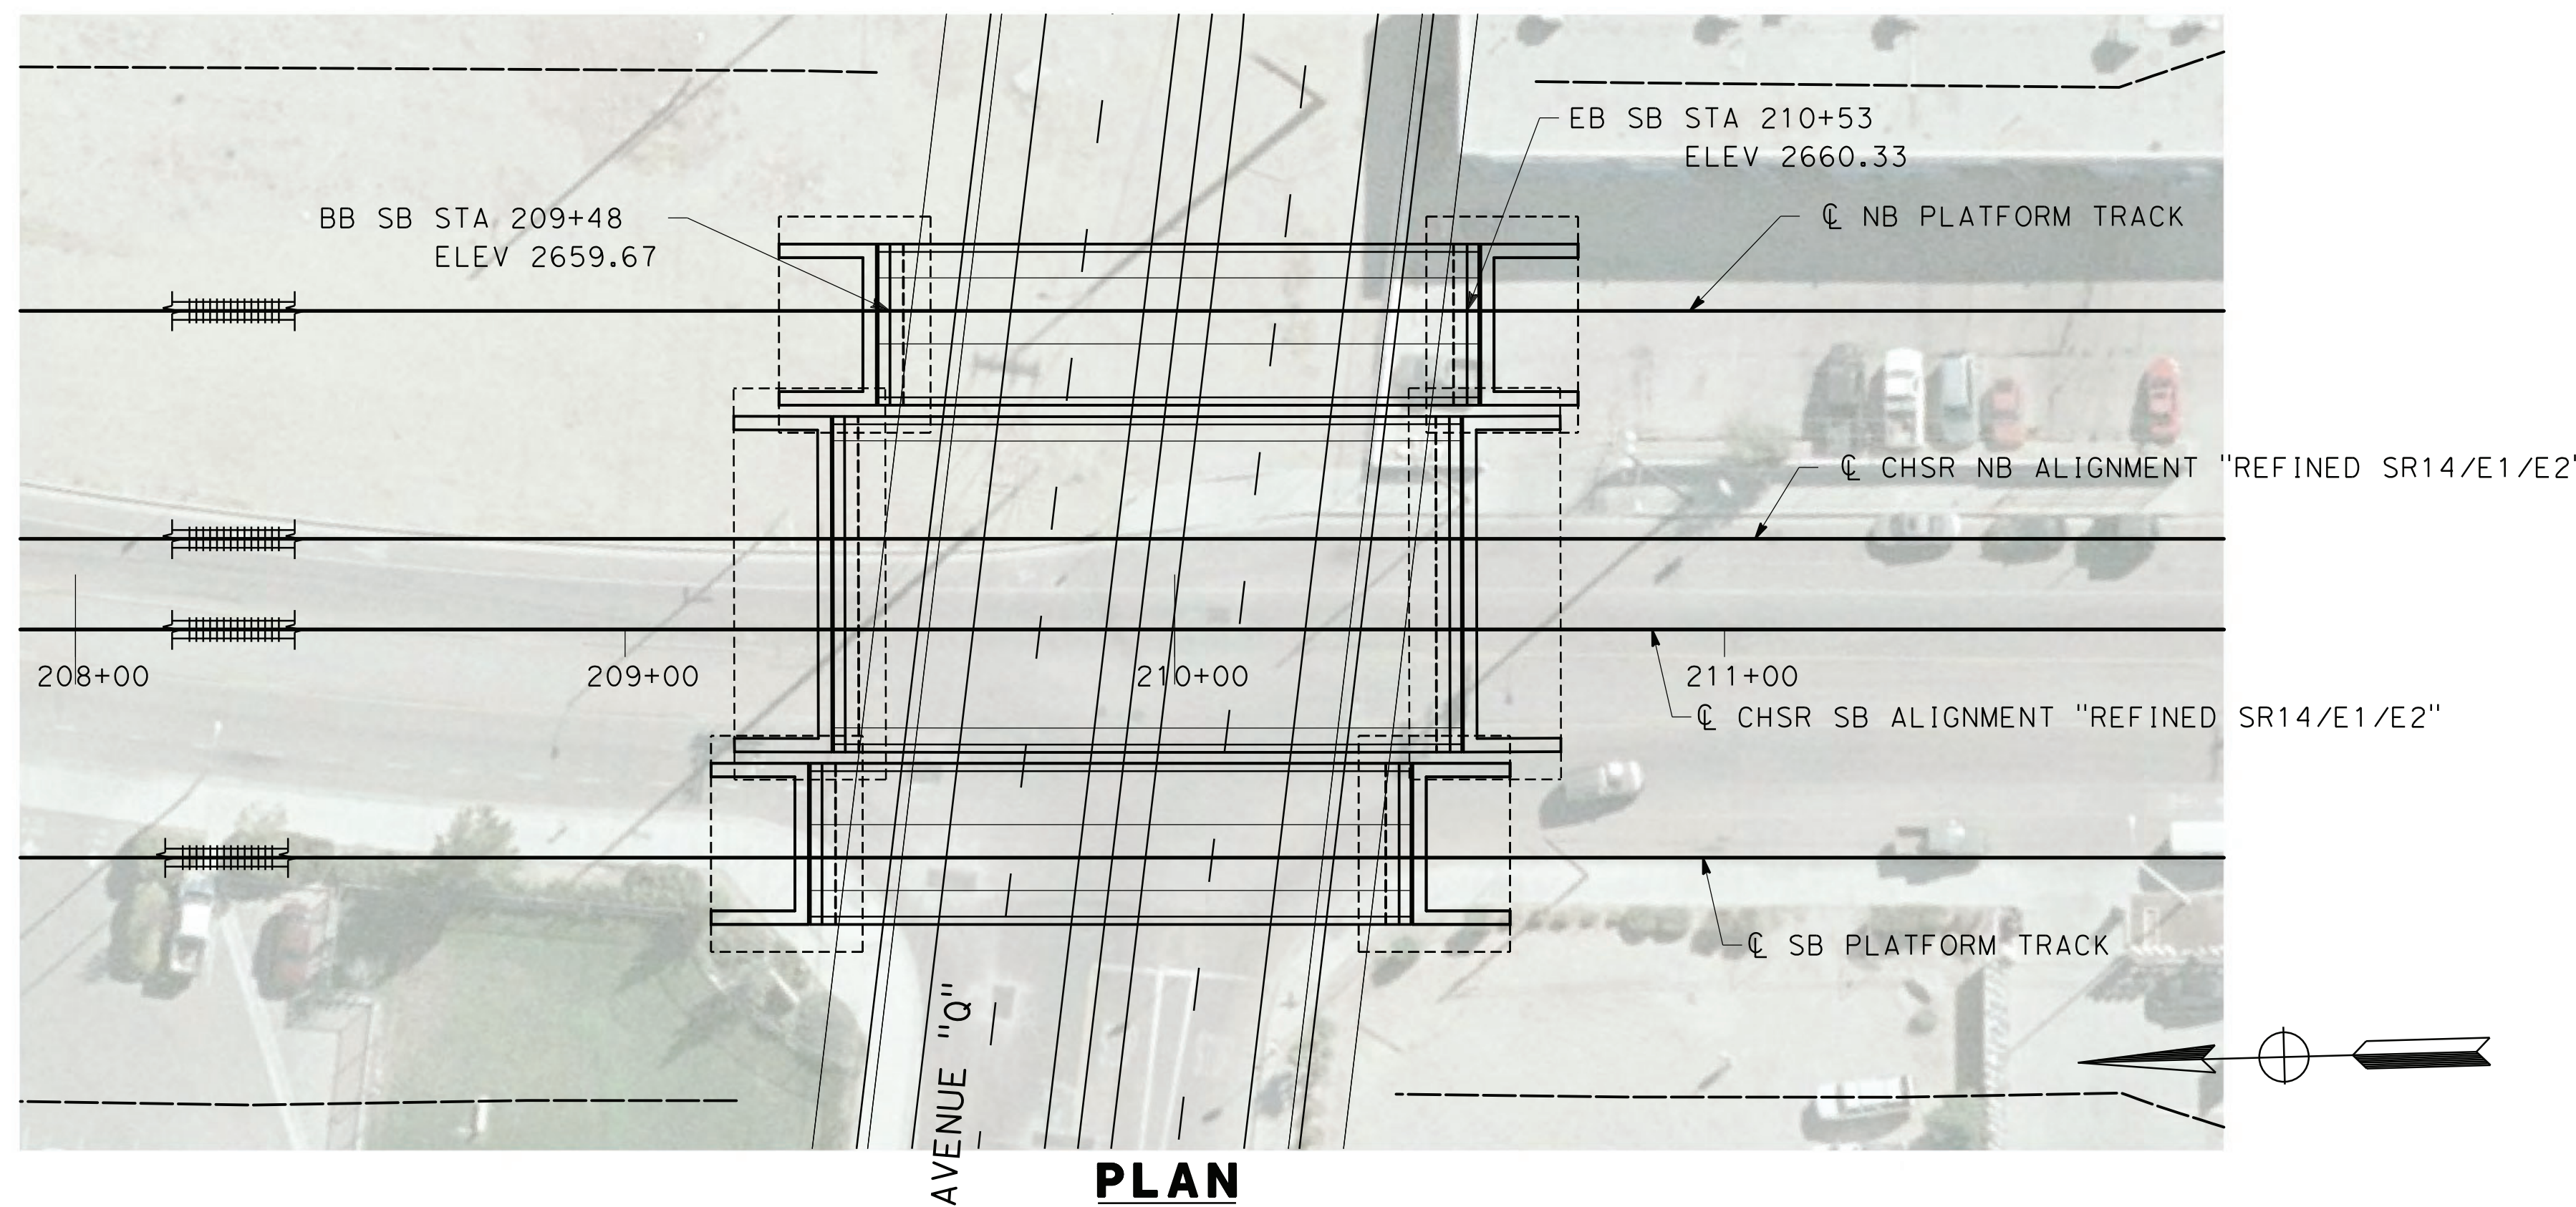 EB SB STA 210+53
ELEV 2660.33
BB SB STA 209+48
ELEV 2659.67
℄ NB PLATFORM TRACK
℄ CHSR NB ALIGNMENT "REFINED SR14/E1/E2"
208+00
209+00
210+00
211+00
℄ CHSR SB ALIGNMENT "REFINED SR14/E1/E2"
℄ SB PLATFORM TRACK
AVENUE "Q"
PLAN